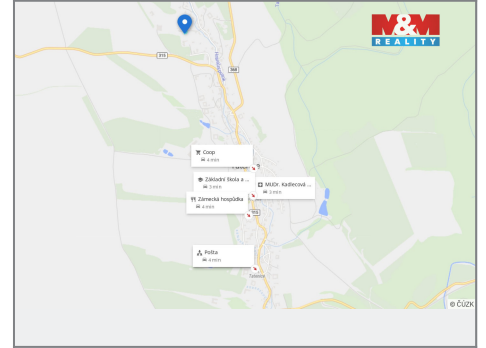 M&M
REALITY
315
368
Coop
4 min
Základní škola a ...
3 min
MUDr. Kadlecová ...
3 min
Zámecká hospůdka
4 min
Pošta
4 min
Tatenice
© ČÚZK